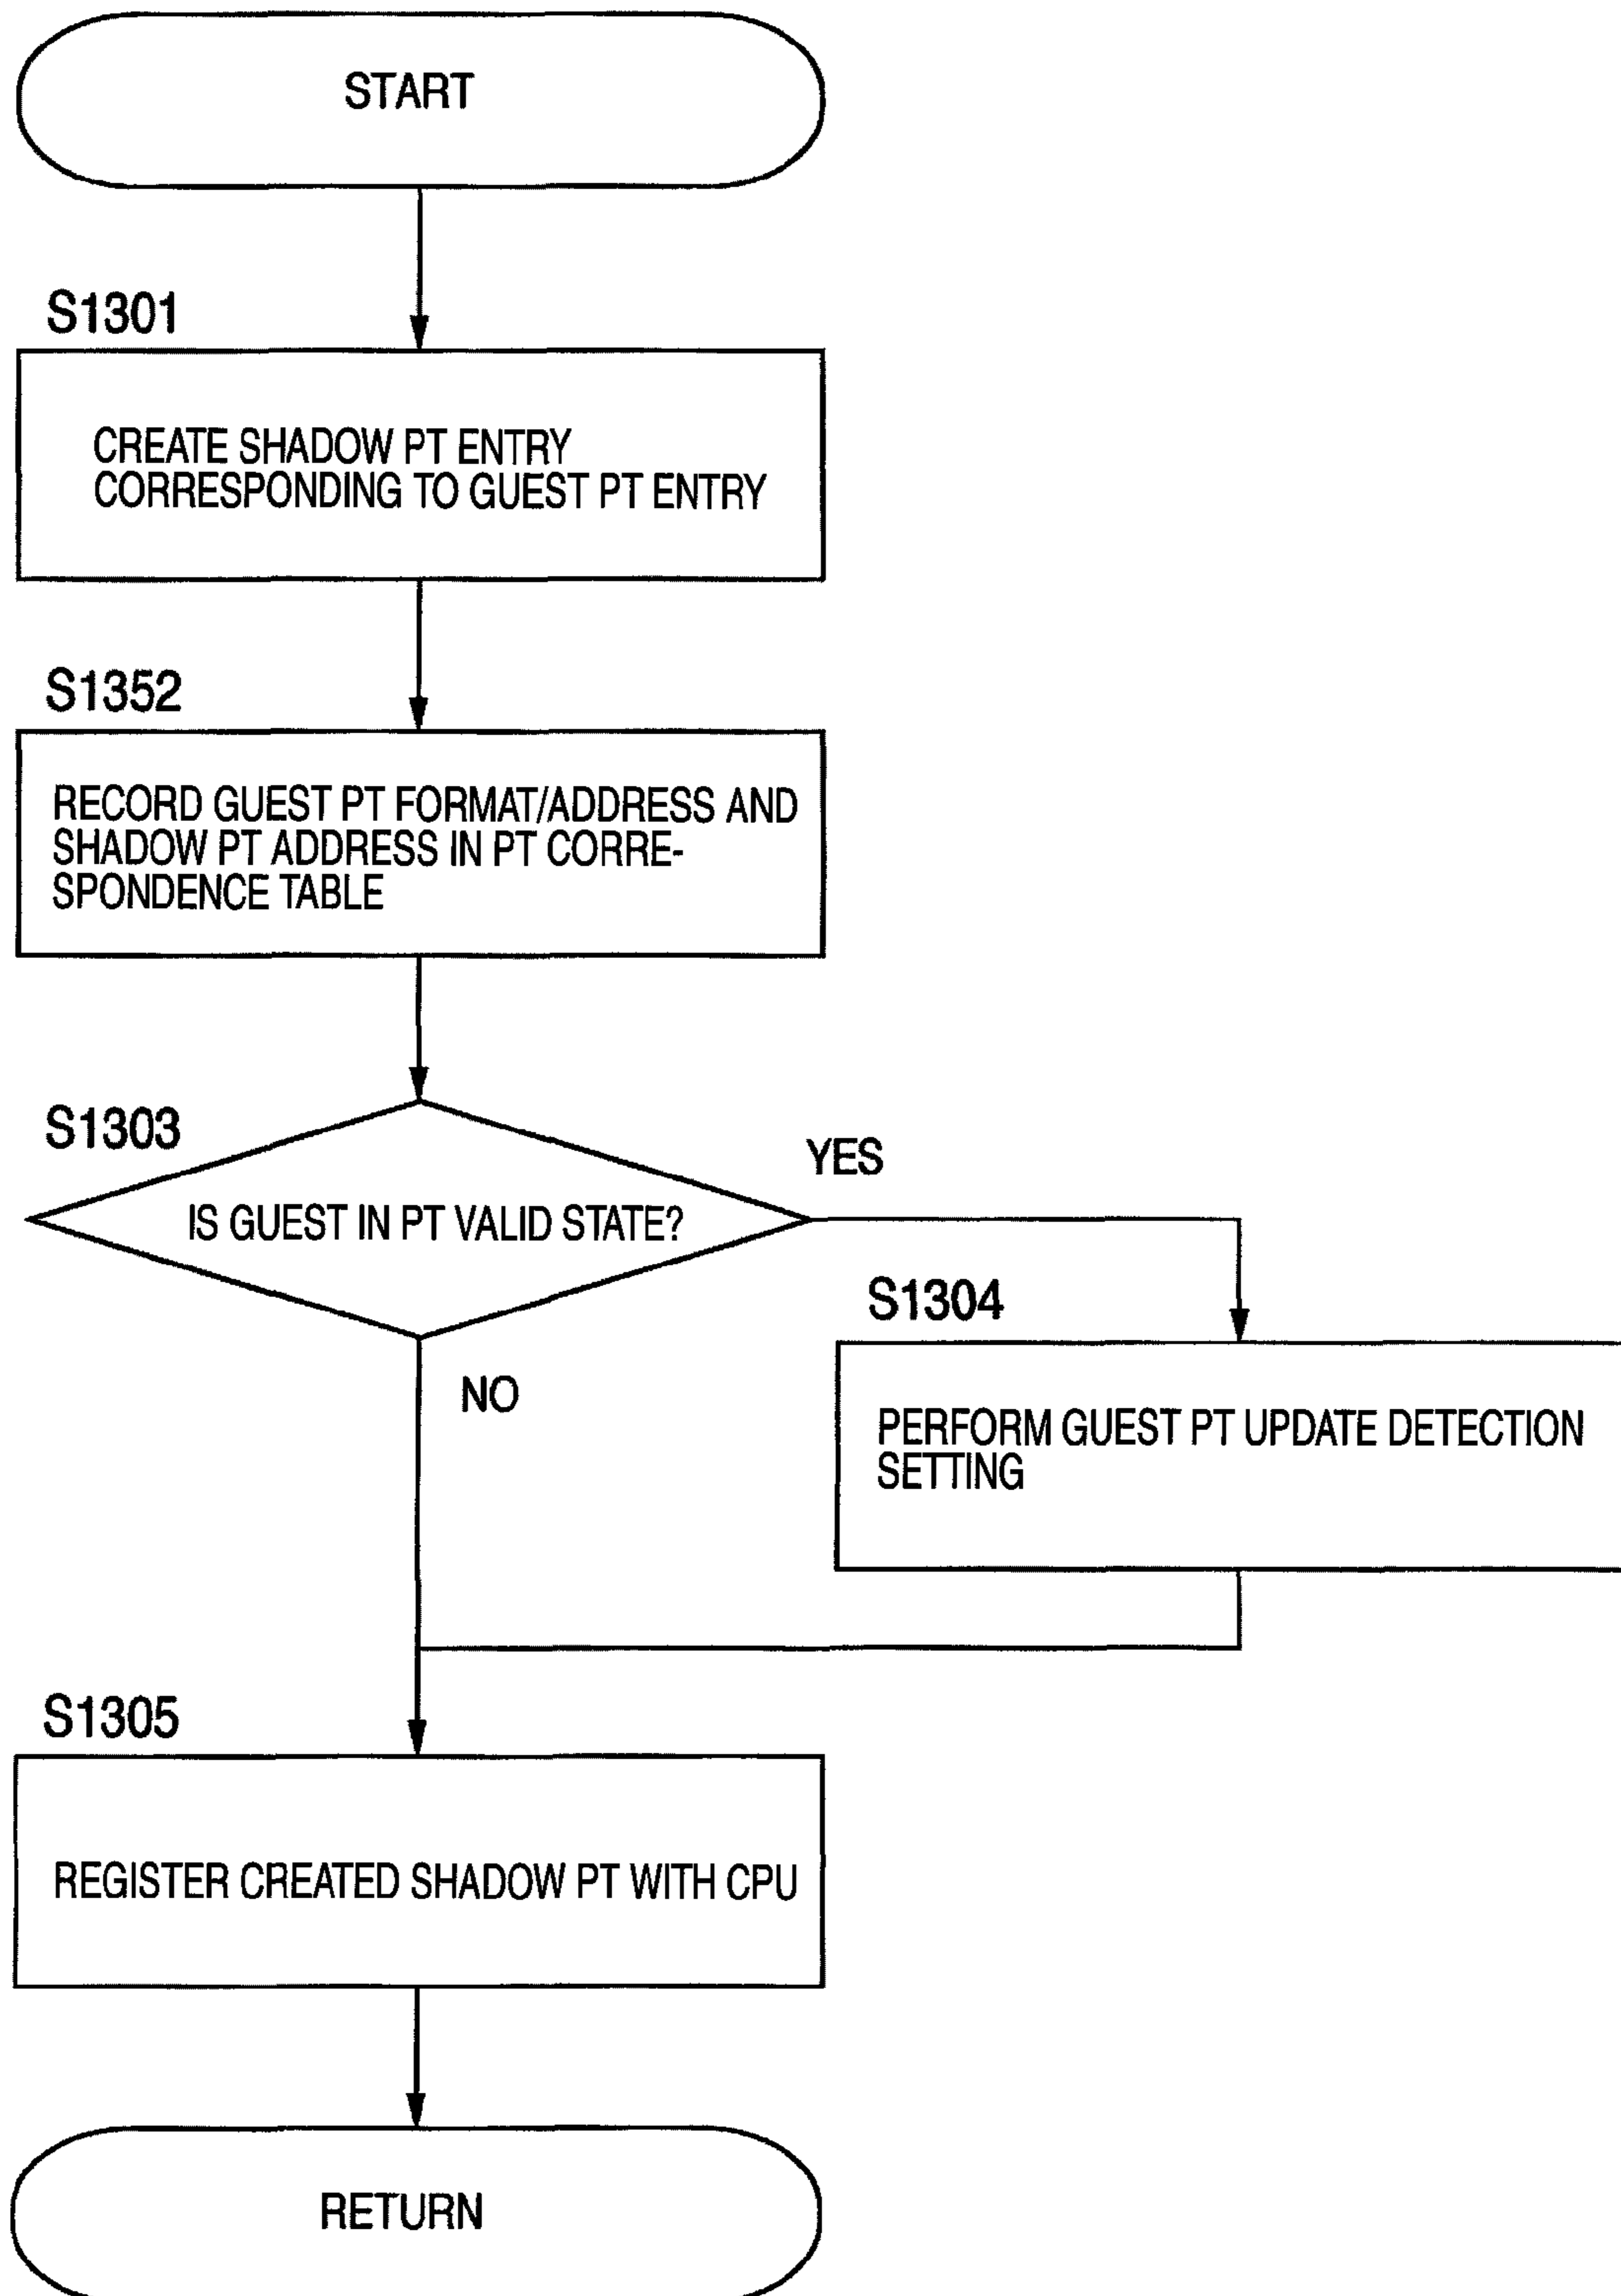 START
S1301
CREATE SHADOW PT ENTRY
CORRESPONDING TO GUEST PT ENTRY
S1352
RECORD GUEST PT FORMAT/ADDRESS AND
SHADOW PT ADDRESS IN PT CORRE-
SPONDENCE TABLE
S1303
IS GUEST IN PT VALID STATE?
YES
NO
S1304
PERFORM GUEST PT UPDATE DETECTION
SETTING
S1305
REGISTER CREATED SHADOW PT WITH CPU
RETURN